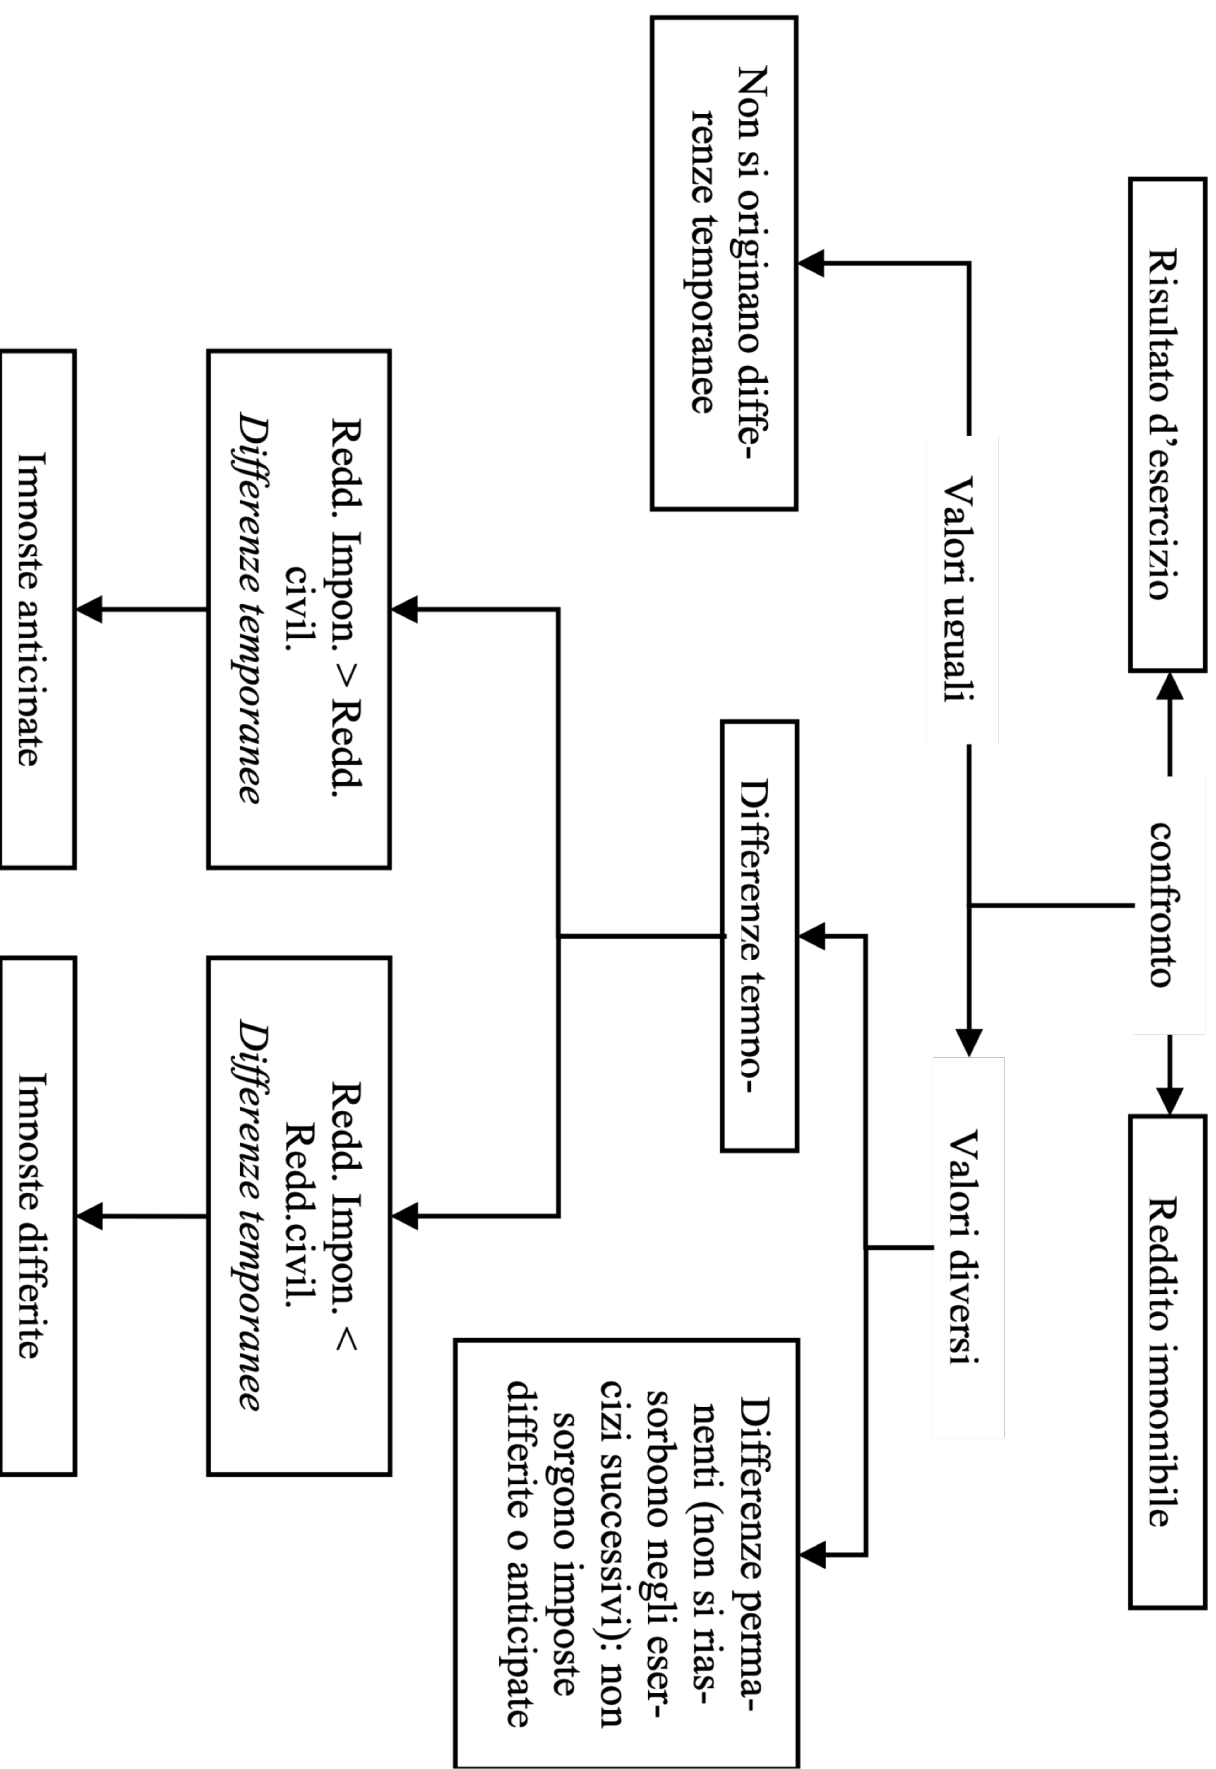 Risultato d'esercizio
confronto
Reddito imponibile
Valori uguali
Valori diversi
Non si originano diffe-
renze temporanee
Differenze tempo-
Differenze perma-
nenti (non si rias-
sorbono negli eser-
cizi successivi): non
sorgono imposte
differite o anticipate
Redd. Impon. > Redd.
civil.
Differenze temporanee
Redd. Impon. <
Redd.civil.
Differenze temporanee
Imposte anticipate
Imposte differite